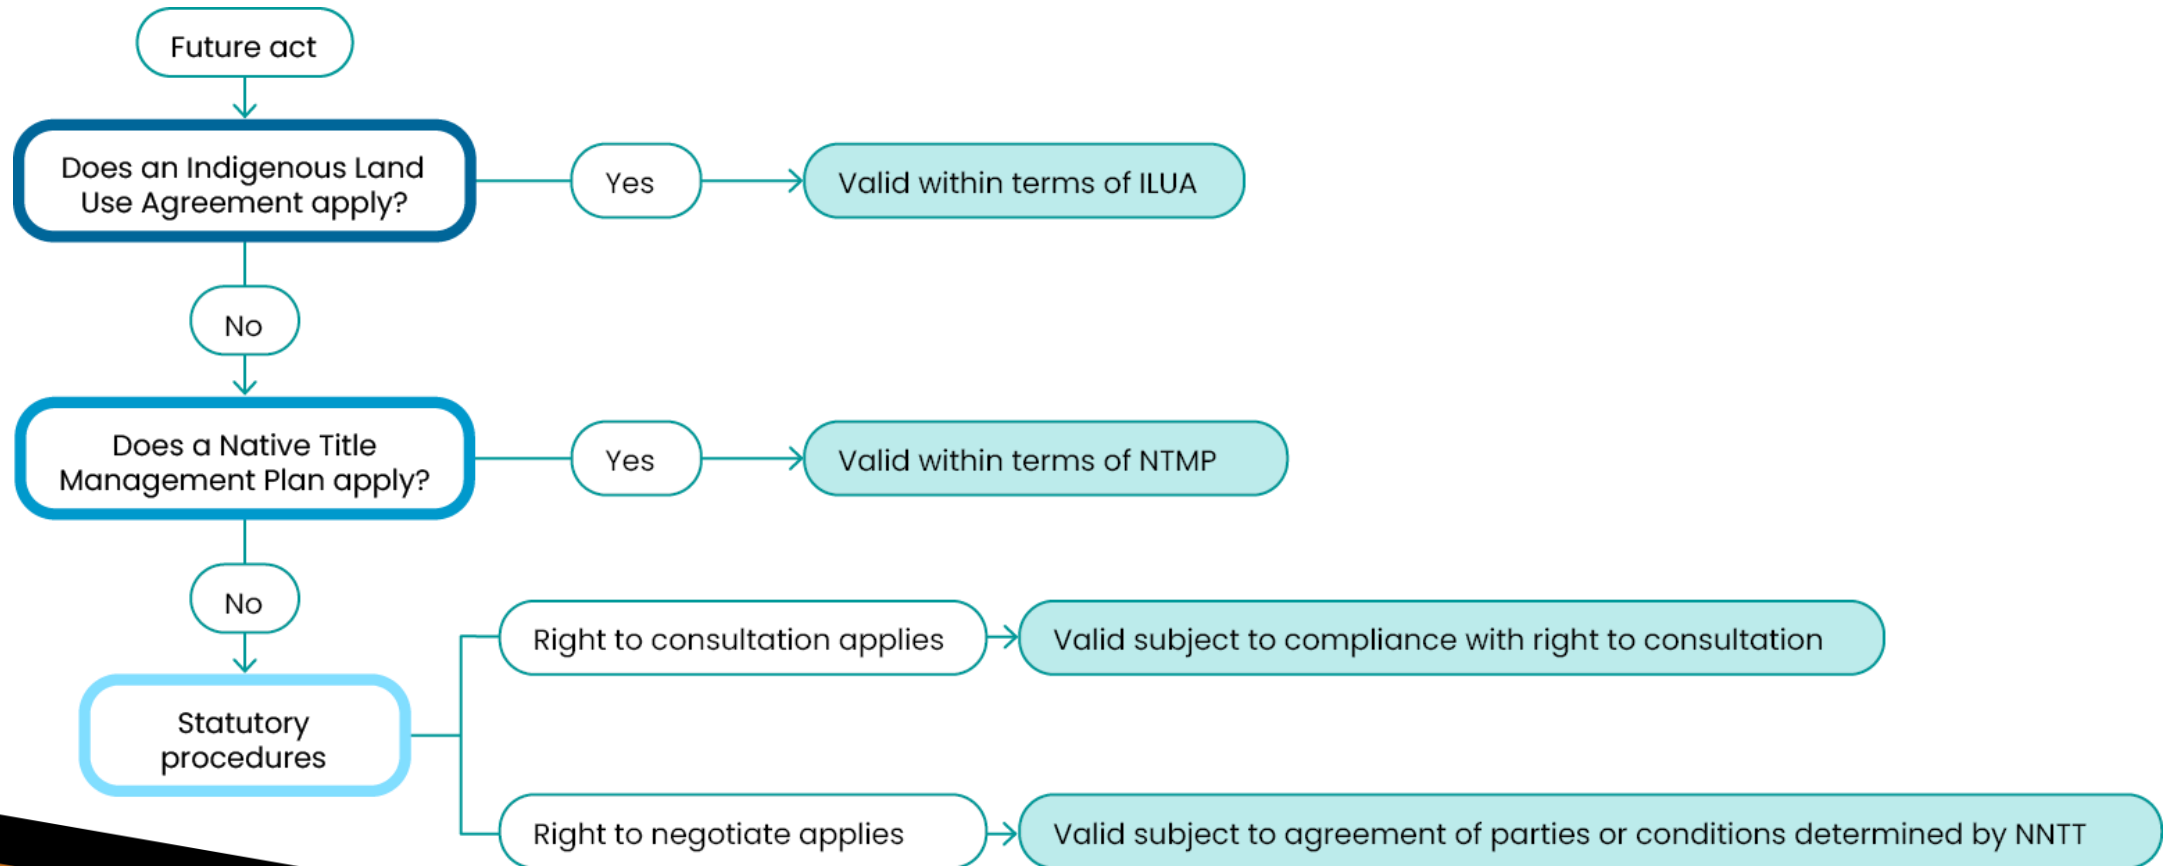 Future act
Does an Indigenous Land
Use Agreement apply?
Yes
Valid within terms of ILUA
No
Does a Native Title
Management Plan apply?
Yes
Valid within terms of NTMP
No
Statutory
procedures
Right to consultation applies
Valid subject to compliance with right to consultation
Right to negotiate applies
Valid subject to agreement of parties or conditions determined by NNTT